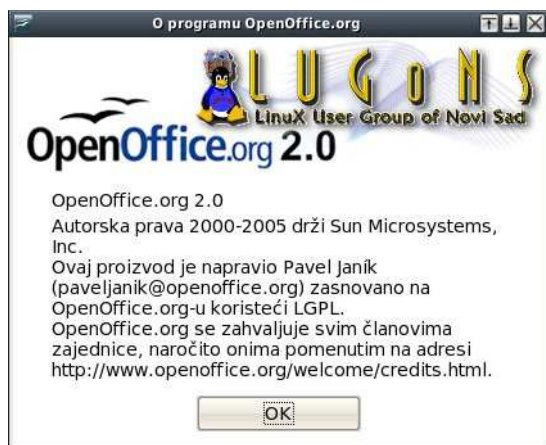 O programu OpenOffice.org
LUGoNS
LinuX User Group of Novi Sad
OpenOffice.org 2.0
OpenOffice.org 2.0
Autorska prava 2000-2005 drži Sun Microsystems,
Inc.
Ovaj proizvod je napravio Pavel Janík
(paveljanik@openoffice.org) zasnovano na
OpenOffice.org-u koristeći LGPL.
OpenOffice.org se zahvaljuje svim članovima
zajednice, naročito onima pomenutim na adresi
http://www.openoffice.org/welcome/credits.html.
OK